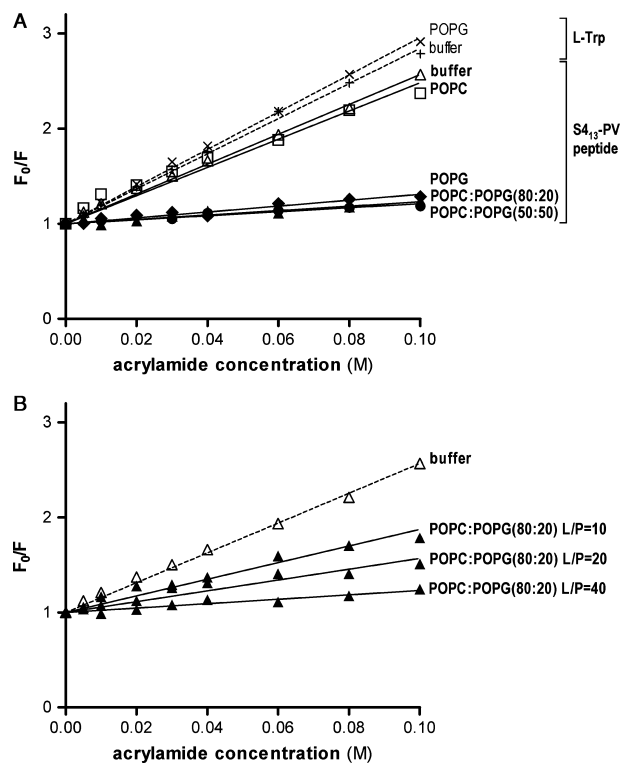 A
3
2
1
0
F0/F
0.00 0.02 0.04 0.06 0.08 0.10
acrylamide concentration (M)
POPG
buffer
buffer
POPC
POPG
POPC:POPG(80:20)
POPC:POPG(50:50)
L-Trp
S413-PV
peptide
B
3
2
1
0
F0/F
0.00 0.02 0.04 0.06 0.08 0.10
acrylamide concentration (M)
buffer
POPC:POPG(80:20) L/P=10
POPC:POPG(80:20) L/P=20
POPC:POPG(80:20) L/P=40